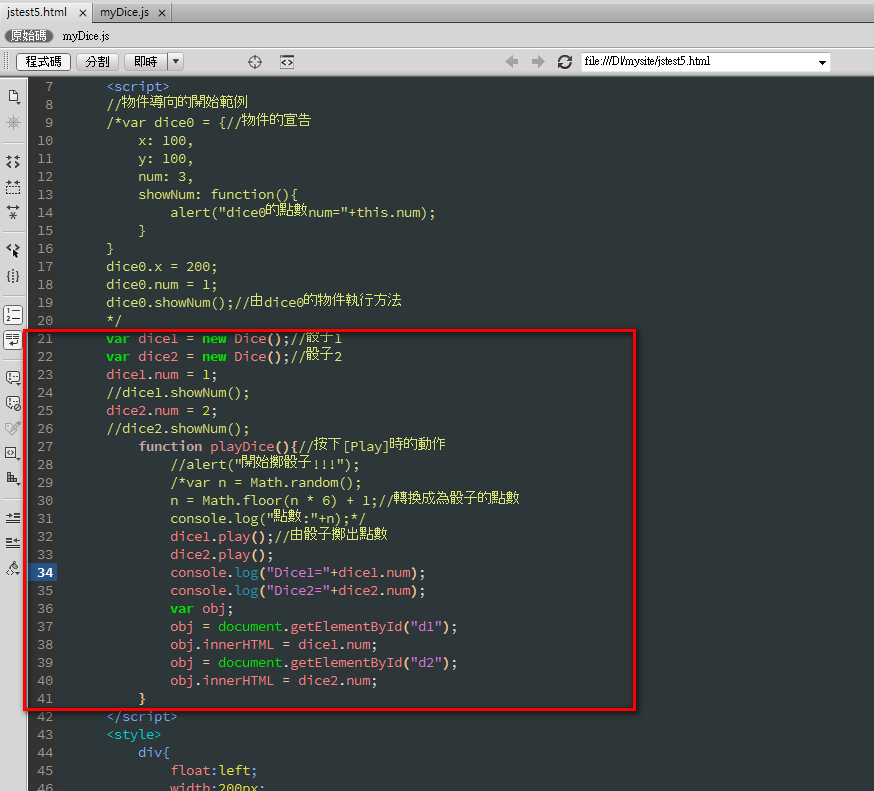 jstest5.html × myDice.js ×
原始碼 myDice.js
程式碼 分割 即時 file:///D|/mysite/jstest5.html
7 <script>
8 //物件導向的開始範例
9 /*var dice0 = {//物件的宣告
10 x: 100,
11 y: 100,
12 num: 3,
13 showNum: function(){
14 alert("dice0的點數num="+this.num);
15 }
16 }
17 dice0.x = 200;
18 dice0.num = 1;
19 dice0.showNum();//由dice0的物件執行方法
20 */
21 var dice1 = new Dice();//骰子1
22 var dice2 = new Dice();//骰子2
23 dice1.num = 1;
24 //dice1.showNum();
25 dice2.num = 2;
26 //dice2.showNum();
27 function playDice(){//按下[Play]時的動作
28 //alert("開始擲骰子!!!");
29 /*var n = Math.random();
30 n = Math.floor(n * 6) + 1;//轉換成為骰子的點數
31 console.log("點數:"+n);*/
32 dice1.play();//由骰子擲出點數
33 dice2.play();
34 console.log("Dice1="+dice1.num);
35 console.log("Dice2="+dice2.num);
36 var obj;
37 obj = document.getElementById("d1");
38 obj.innerHTML = dice1.num;
39 obj = document.getElementById("d2");
40 obj.innerHTML = dice2.num;
41 }
42 </script>
43 <style>
44 div{
45 float:left;
46 width:200px;